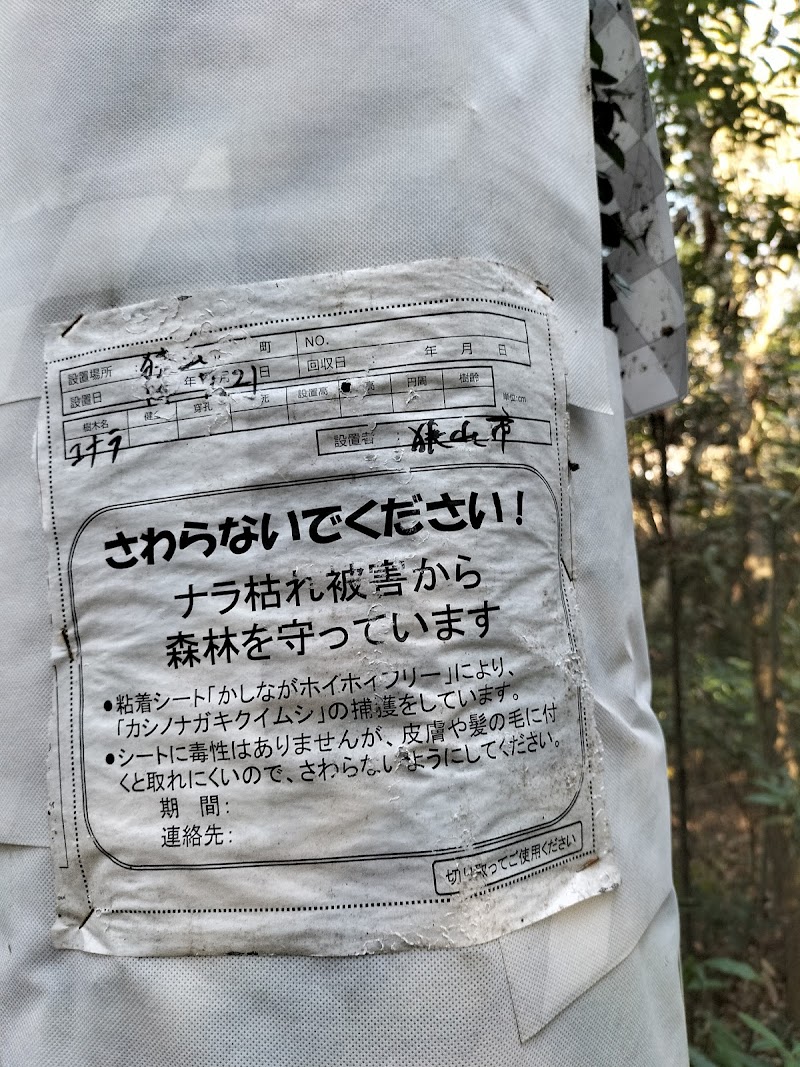 設置場所 町 NO.
設置日 年 21日 回収日 年 月 日
樹木名 穿孔 設置高 円周 樹齢 単位:cm
コナラ 設置者:
さわらないでください!
ナラ枯れ被害から
森林を守っています
●粘着シート「かしながホイホイフリー」により、
「カシノナガキクイムシ」の捕獲をしています。
●シートに毒性はありませんが、皮膚や髪の毛に付
くと取れにくいので、さわらないようにしてください。
期 間:
連絡先:
切り取ってご使用ください